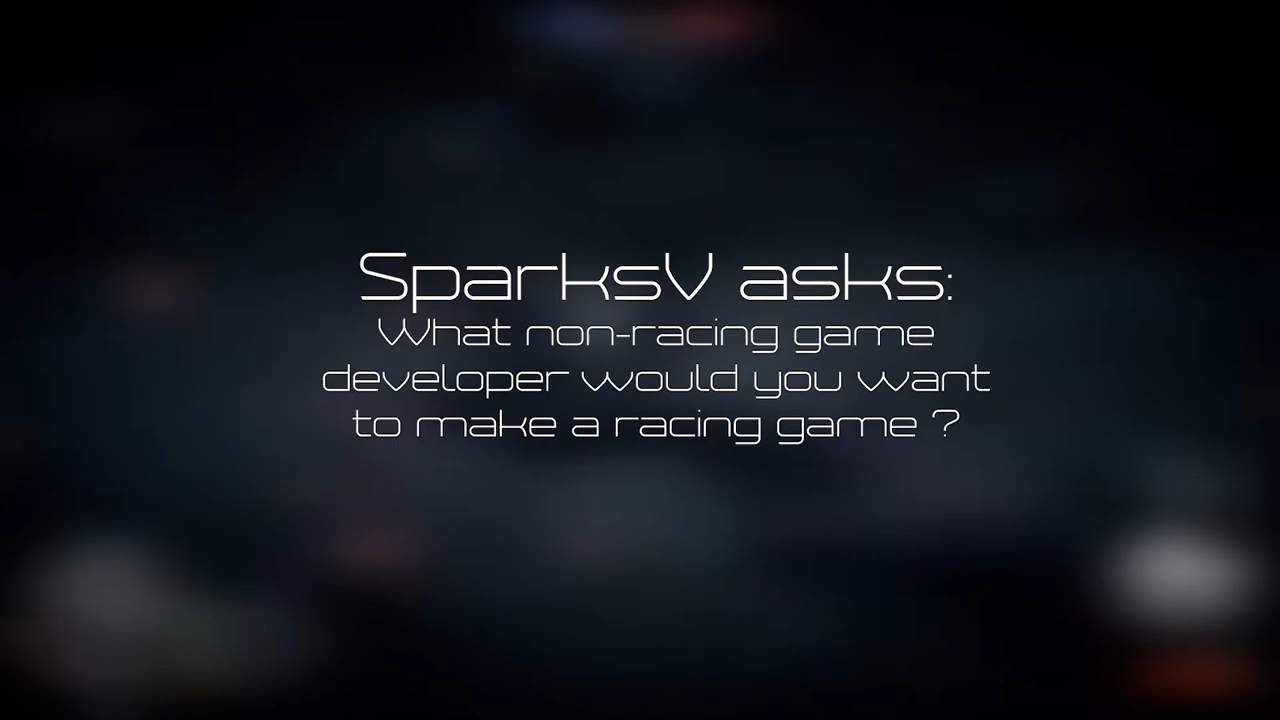 SparksV asks:
What non-racing game
developer would you want
to make a racing game ?